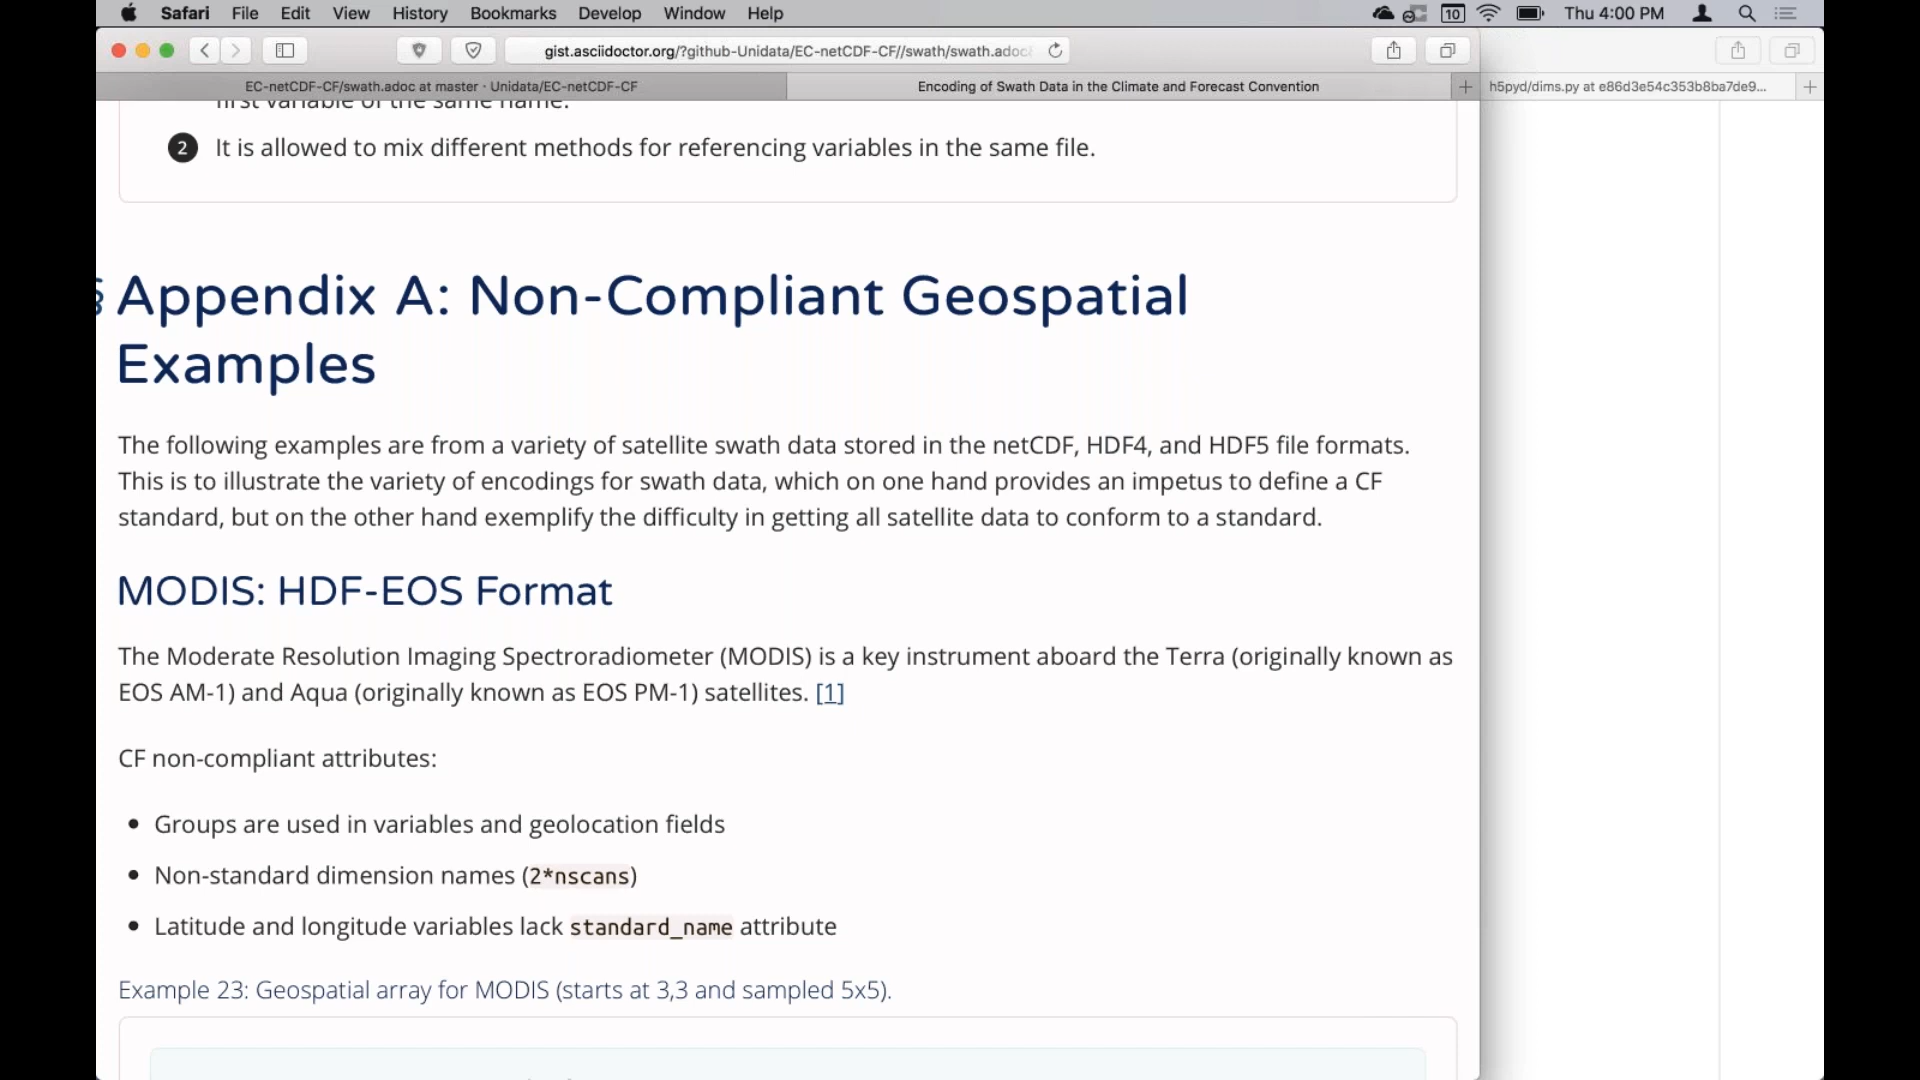 Safari File Edit View History Bookmarks Develop Window Help 10 Thu 4:00 PM
gist.asciidoctor.org/?github-Unidata/EC-netCDF-CF//swath/swath.adoc
EC-netCDF-CF/swath.adoc at master · Unidata/EC-netCDF-CF
Encoding of Swath Data in the Climate and Forecast Convention
h5pyd/dims.py at e86d3e54c353b8ba7de9...
first variable of the same name.
2 It is allowed to mix different methods for referencing variables in the same file.
§ Appendix A: Non-Compliant Geospatial
Examples
The following examples are from a variety of satellite swath data stored in the netCDF, HDF4, and HDF5 file formats.
This is to illustrate the variety of encodings for swath data, which on one hand provides an impetus to define a CF
standard, but on the other hand exemplify the difficulty in getting all satellite data to conform to a standard.
MODIS: HDF-EOS Format
The Moderate Resolution Imaging Spectroradiometer (MODIS) is a key instrument aboard the Terra (originally known as
EOS AM-1) and Aqua (originally known as EOS PM-1) satellites. [1]
CF non-compliant attributes:
• Groups are used in variables and geolocation fields
• Non-standard dimension names (2*nscans)
• Latitude and longitude variables lack standard_name attribute
Example 23: Geospatial array for MODIS (starts at 3,3 and sampled 5x5).